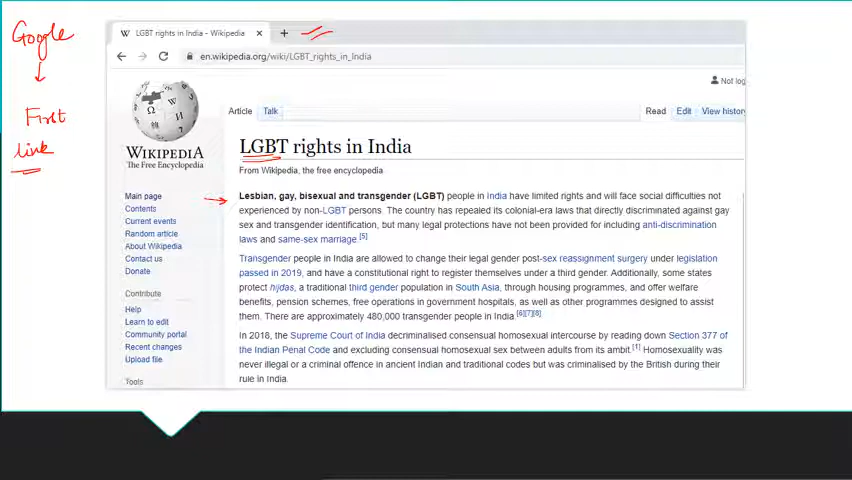 Google
First
link
LGBT rights in India - Wikipedia
en.wikipedia.org/wiki/LGBT_rights_in_India
Not log
Article Talk Read Edit View history
WIKIPEDIA
The Free Encyclopedia
Main page
Contents
Current events
Random article
About Wikipedia
Contact us
Donate
Contribute
Help
Learn to edit
Community portal
Recent changes
Upload file
Tools
LGBT rights in India
From Wikipedia, the free encyclopedia
Lesbian, gay, bisexual and transgender (LGBT) people in India have limited rights and will face social difficulties not
experienced by non-LGBT persons. The country has repealed its colonial-era laws that directly discriminated against gay
sex and transgender identification, but many legal protections have not been provided for including anti-discrimination
laws and same-sex marriage.[5]
Transgender people in India are allowed to change their legal gender post-sex reassignment surgery under legislation
passed in 2019, and have a constitutional right to register themselves under a third gender. Additionally, some states
protect hijdas, a traditional third gender population in South Asia, through housing programmes, and offer welfare
benefits, pension schemes, free operations in government hospitals, as well as other programmes designed to assist
them. There are approximately 480,000 transgender people in India.[6][7][8]
In 2018, the Supreme Court of India decriminalised consensual homosexual intercourse by reading down Section 377 of
the Indian Penal Code and excluding consensual homosexual sex between adults from its ambit.[1] Homosexuality was
never illegal or a criminal offence in ancient Indian and traditional codes but was criminalised by the British during their
rule in India.